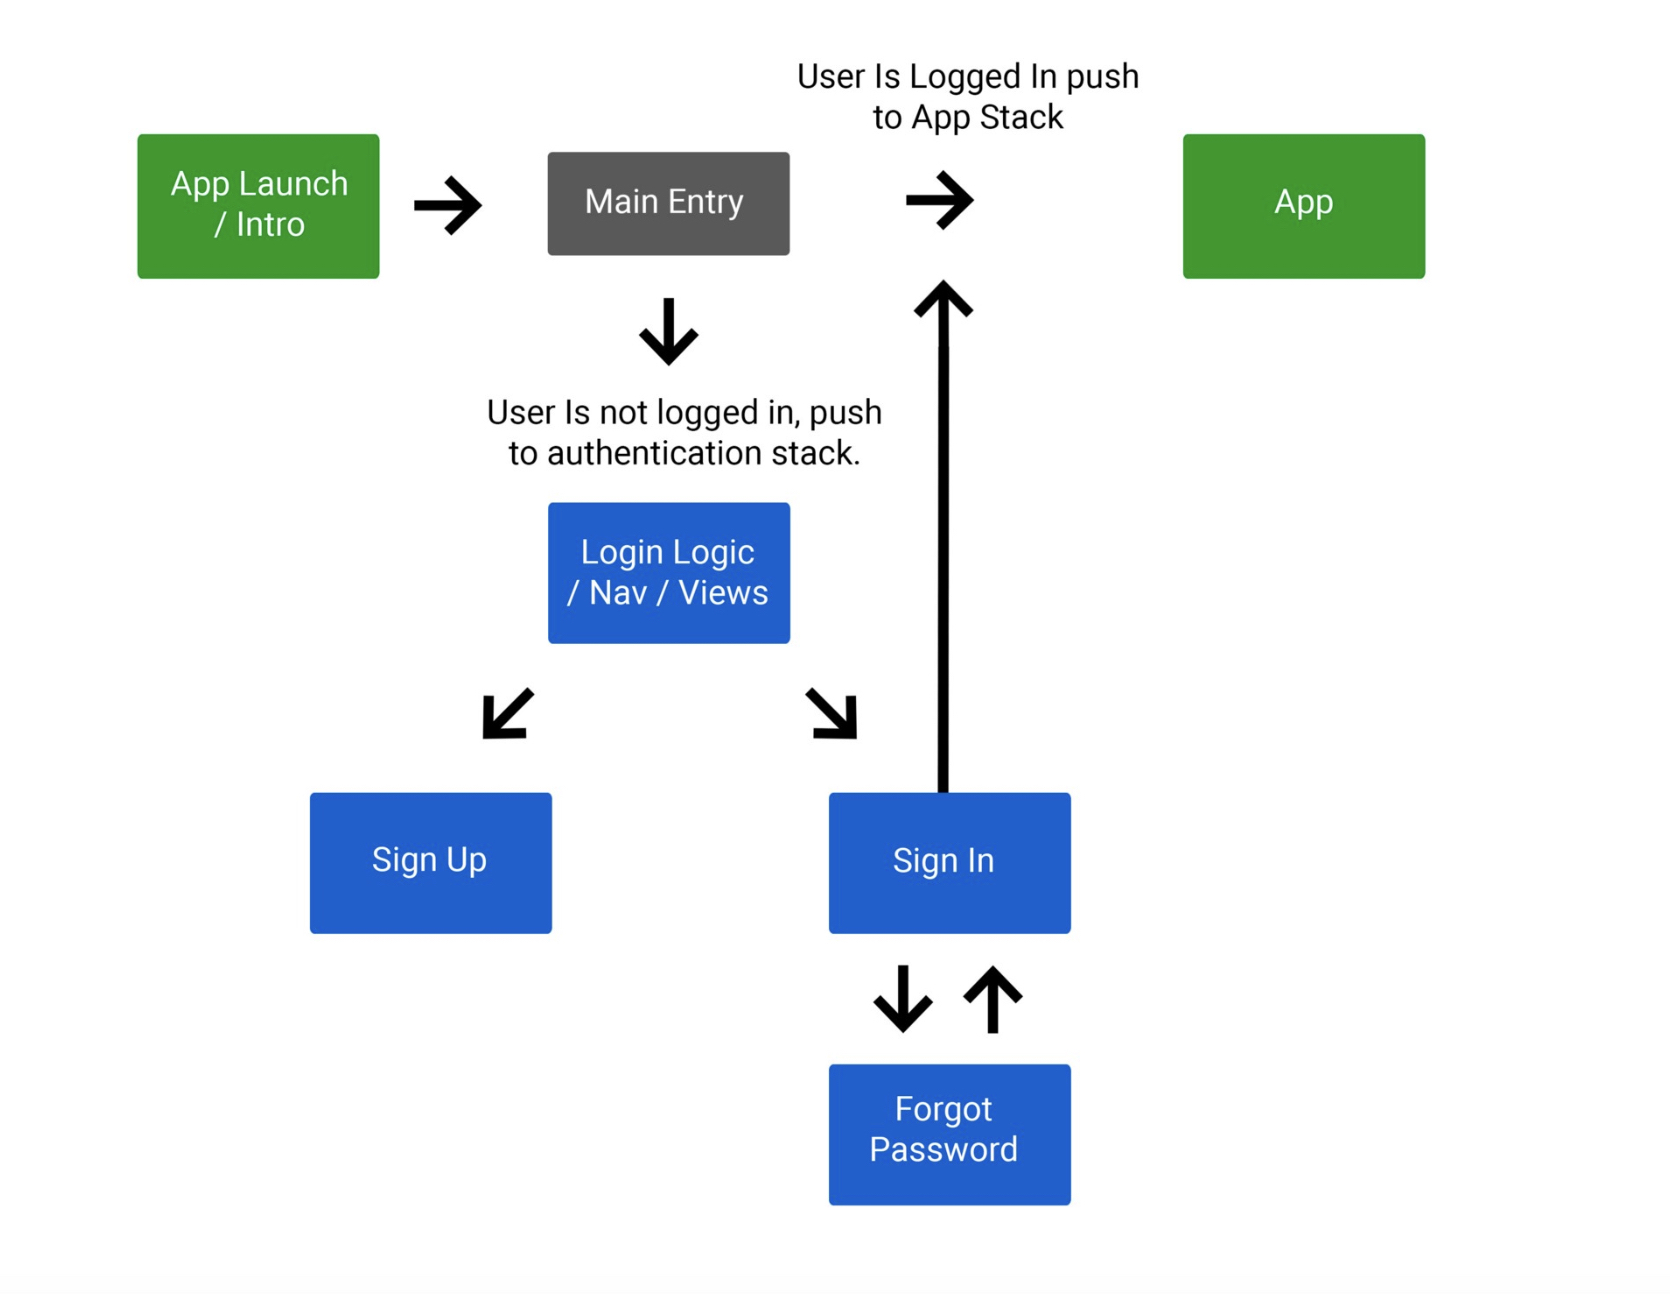 User Is Logged In push
to App Stack
App Launch
/ Intro
Main Entry
App
User Is not logged in, push
to authentication stack.
Login Logic
/ Nav / Views
Sign Up
Sign In
Forgot
Password